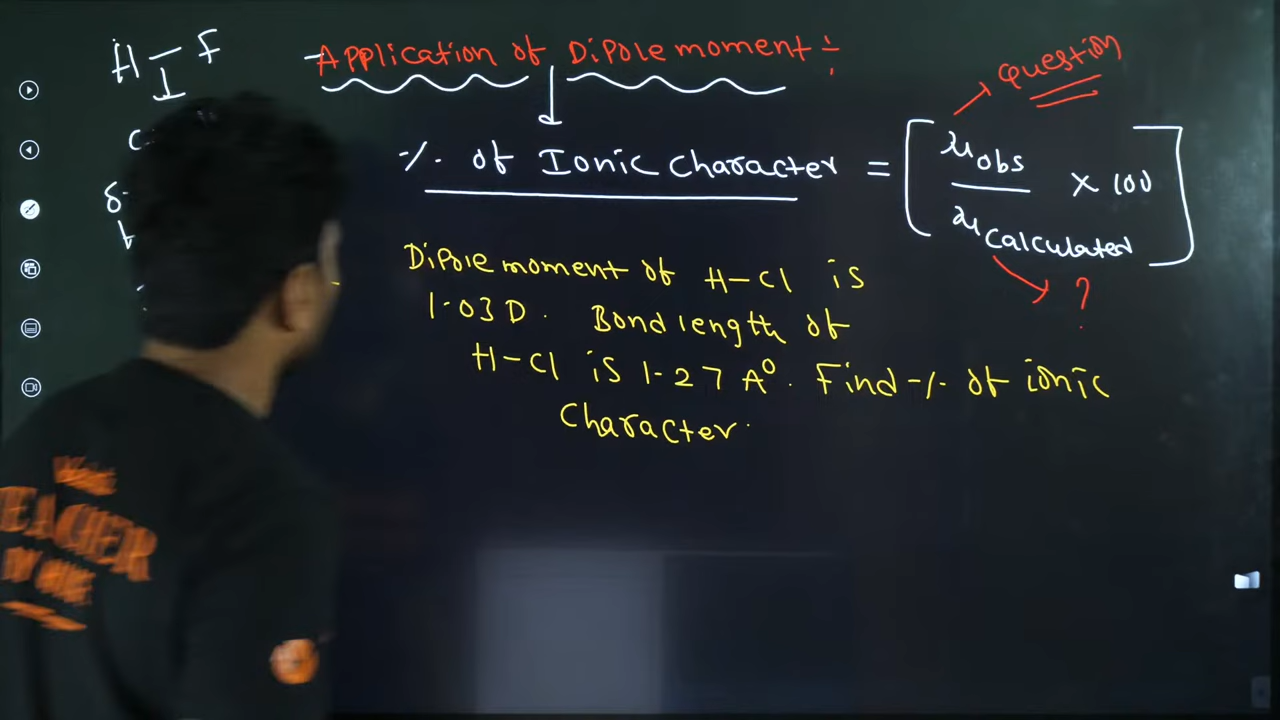 H – F
Application of Dipole moment :
Question
% of Ionic character = [ μobs / μcalculated × 100 ]
?
Dipole moment of H–Cl is
1.03 D. Bond length of
H–Cl is 1.27 A°. Find % of ionic
Character.
TEACHER